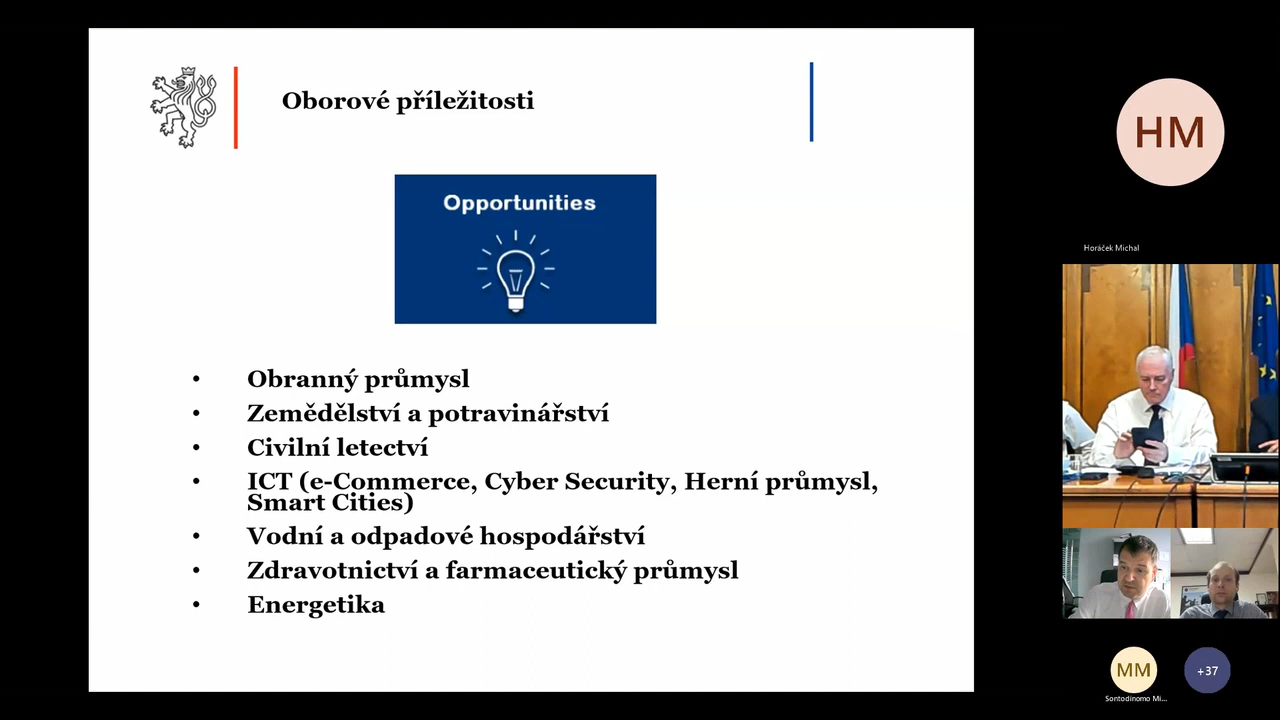 Oborové příležitosti
Opportunities
• Obranný průmysl
• Zemědělství a potravinářství
• Civilní letectví
• ICT (e-Commerce, Cyber Security, Herní průmysl,
Smart Cities)
• Vodní a odpadové hospodářství
• Zdravotnictví a farmaceutický průmysl
• Energetika
HM
Horáček Michal
MM
+37
Sontodinomo Mi...